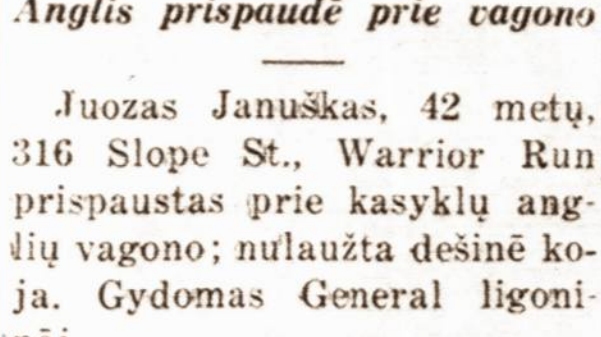 Anglis prispaudė prie vagono
Juozas Januškas, 42 metų,
316 Slope St., Warrior Run
prispaustas prie kasyklų ang-
lių vagono; nulaužta dešinē ko-
ja. Gydomas General ligoni-